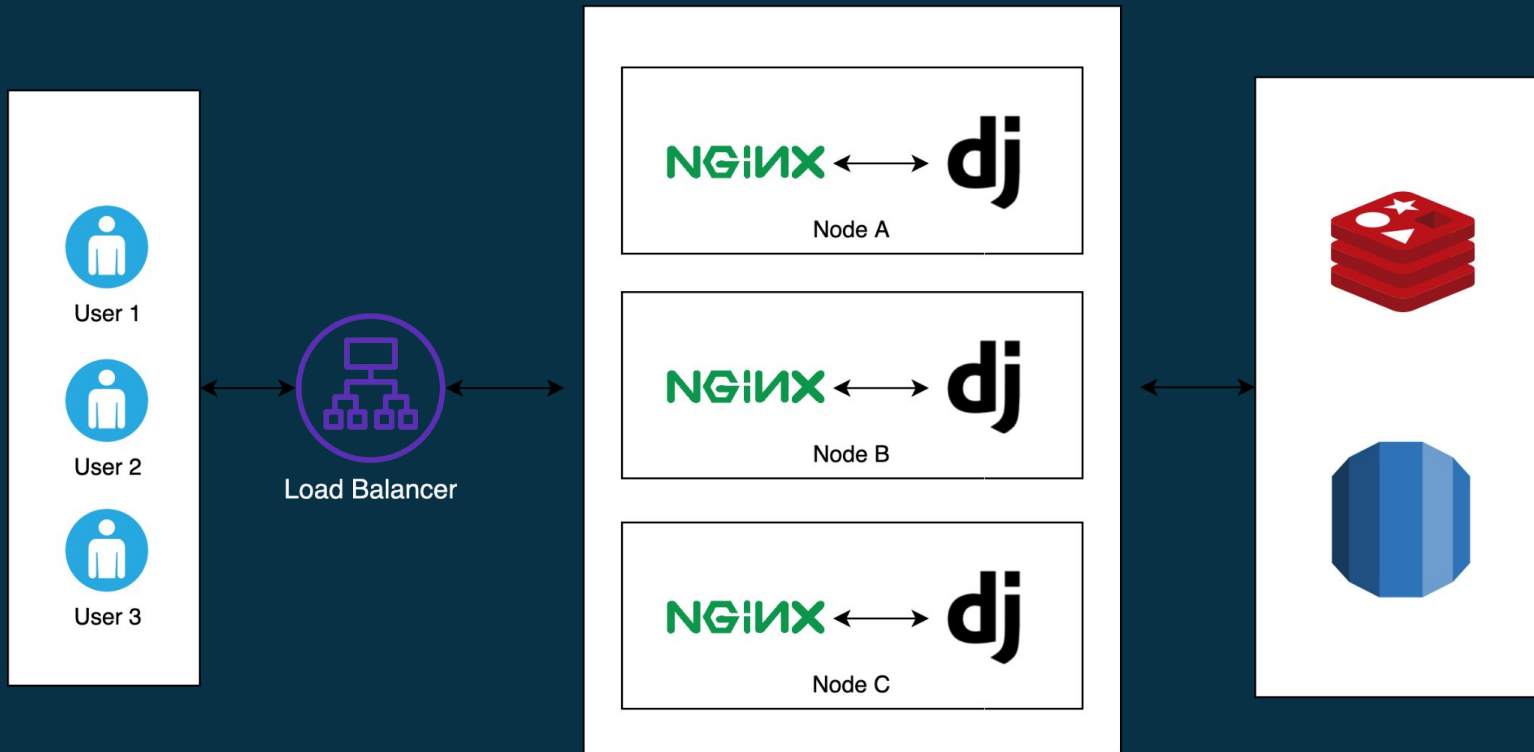 User 1
User 2
User 3
Load Balancer
NGINX
dj
Node A
NGINX
dj
Node B
NGINX
dj
Node C